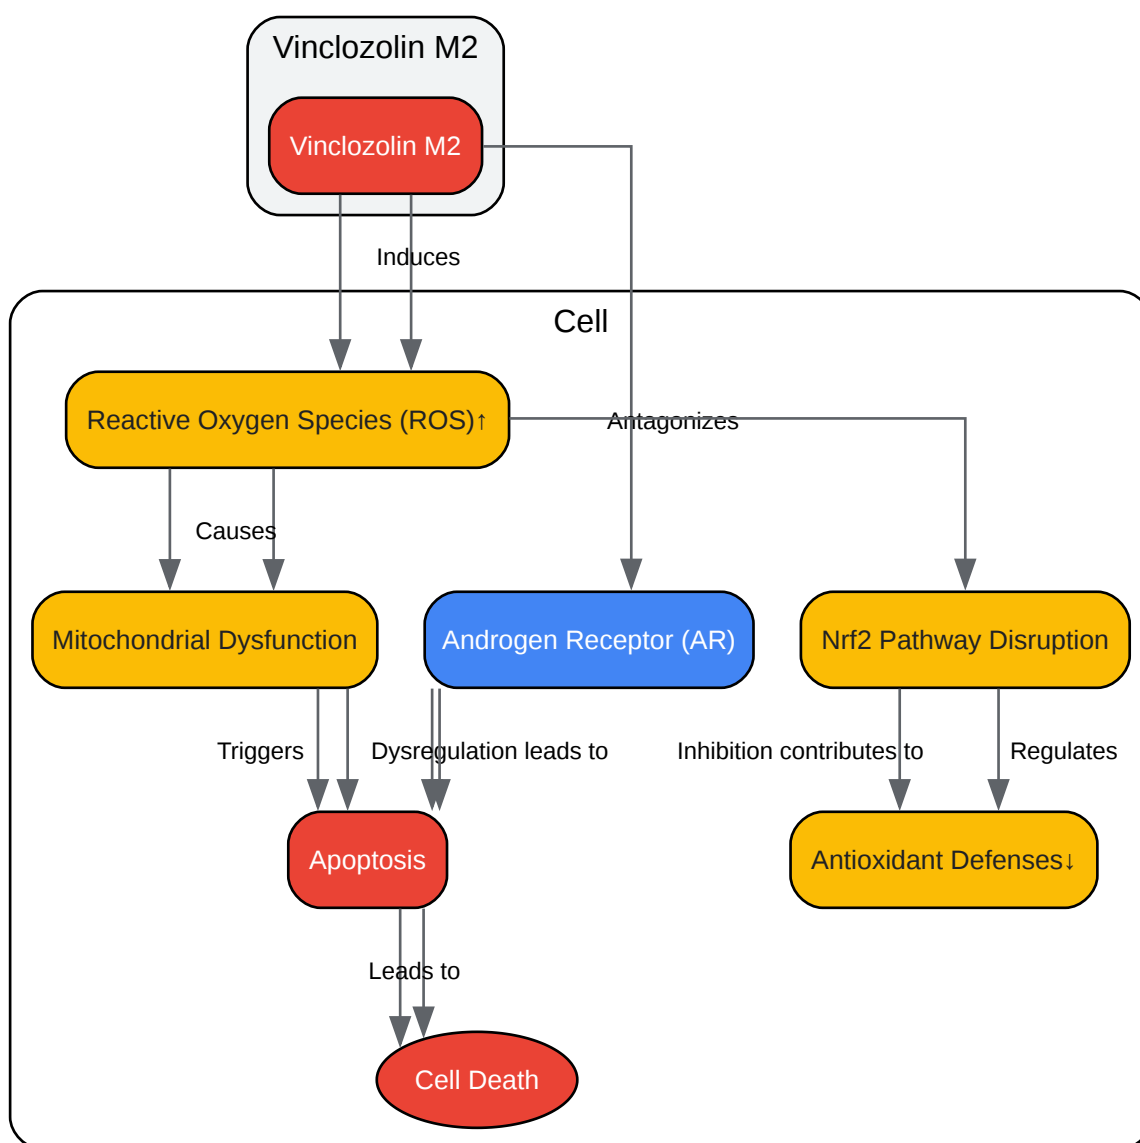 Vinclozolin M2
Vinclozolin M2
Induces
Cell
Reactive Oxygen Species (ROS)↑
Antagonizes
Causes
Mitochondrial Dysfunction
Androgen Receptor (AR)
Nrf2 Pathway Disruption
Triggers
Dysregulation leads to
Inhibition contributes to
Regulates
Apoptosis
Antioxidant Defenses↓
Leads to
Cell Death